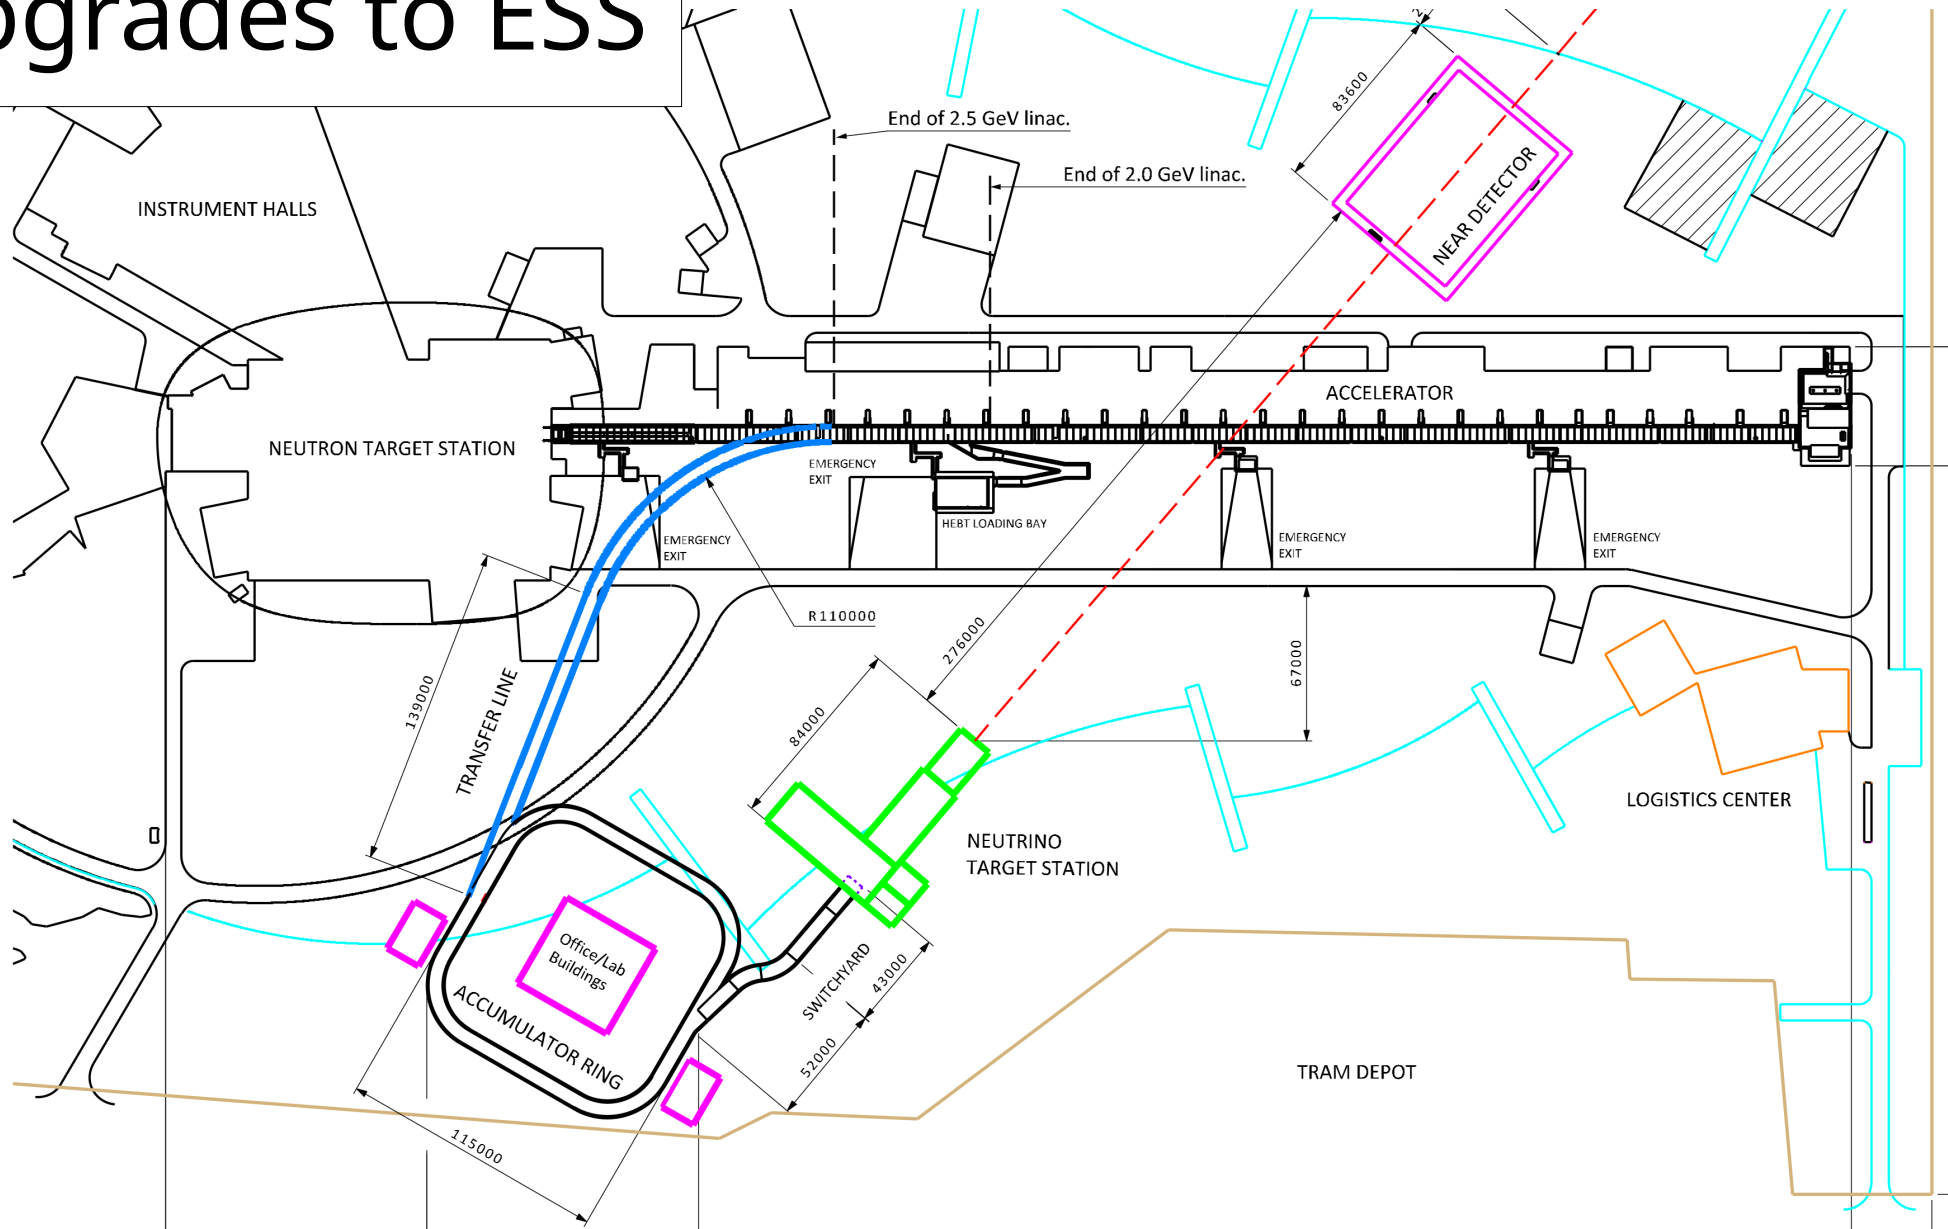 ogrades to ESS
End of 2.5 GeV linac.
End of 2.0 GeV linac.
83600
INSTRUMENT HALLS
NEAR DETECTOR
ACCELERATOR
NEUTRON TARGET STATION
EMERGENCY
EXIT
HEBT LOADING BAY
EMERGENCY
EXIT
EMERGENCY
EXIT
EMERGENCY
EXIT
R110000
276000
67000
139000
TRANSFER LINE
84000
LOGISTICS CENTER
NEUTRINO
TARGET STATION
Office/Lab
Buildings
SWITCHYARD
43000
ACCUMULATOR RING
52000
TRAM DEPOT
115000